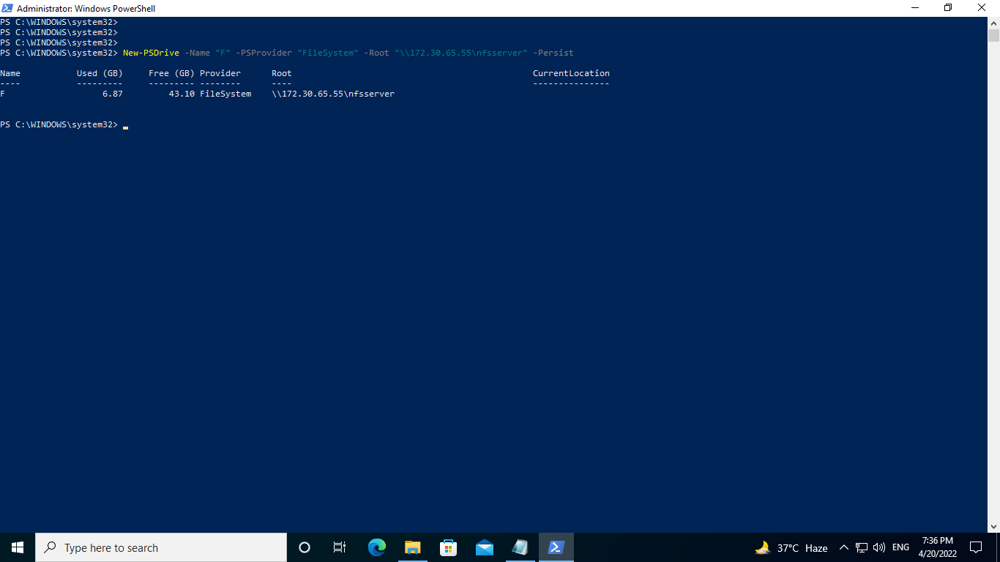 Administrator: Windows PowerShell
PS C:\WINDOWS\system32>
PS C:\WINDOWS\system32>
PS C:\WINDOWS\system32>
PS C:\WINDOWS\system32> New-PSDrive -Name "F" -PSProvider "FileSystem" -Root "\\172.30.65.55\nfsserver" -Persist
Name Used (GB) Free (GB) Provider Root CurrentLocation
---- --------- --------- -------- ---- ---------------
F 6.87 43.10 FileSystem \\172.30.65.55\nfsserver
PS C:\WINDOWS\system32>
Type here to search
37°C Haze
ENG
7:36 PM
4/20/2022